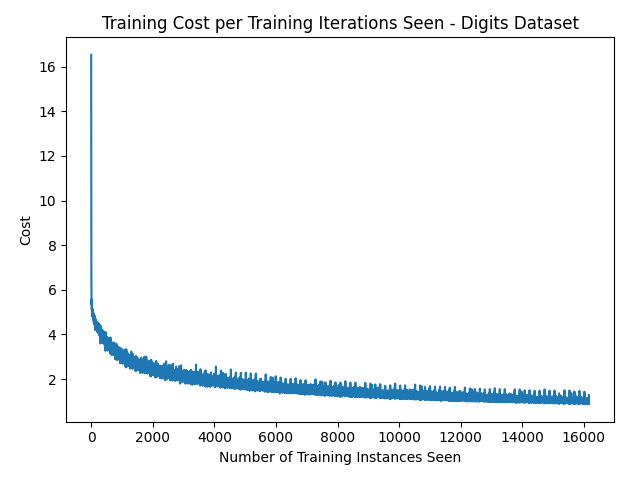 Training Cost per Training Iterations Seen - Digits Dataset
16
14
12
10
8
6
4
2
Cost
0 2000 4000 6000 8000 10000 12000 14000 16000
Number of Training Instances Seen